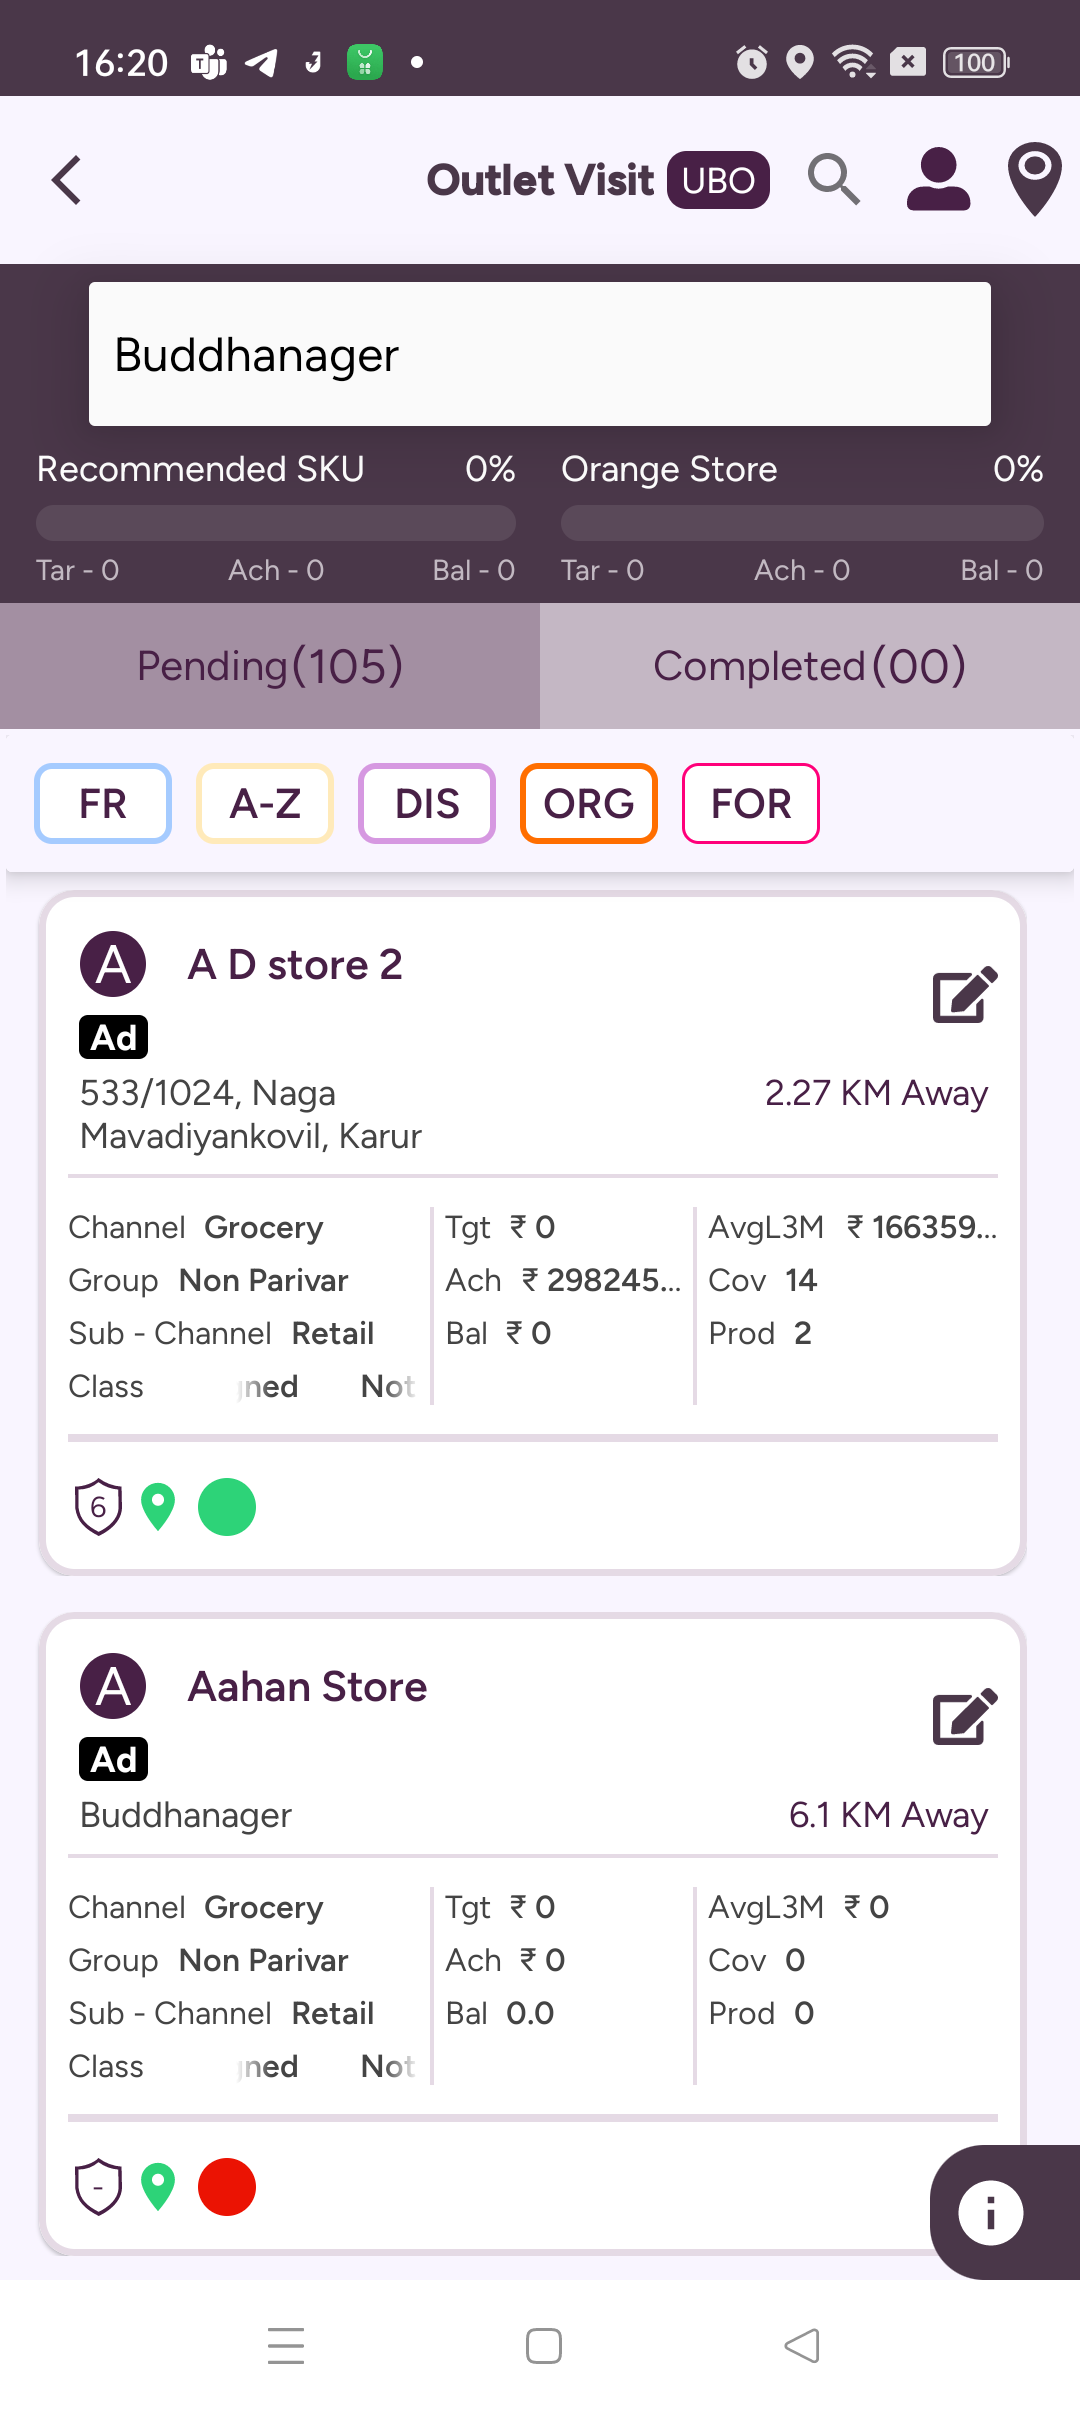 16:20
100
Outlet Visit UBO
Buddhanager
Recommended SKU 0% Orange Store 0%
Tar - 0 Ach - 0 Bal - 0 Tar - 0 Ach - 0 Bal - 0
Pending(105) Completed(00)
FR A-Z DIS ORG FOR
A A D store 2
Ad
533/1024, Naga 2.27 KM Away
Mavadiyankovil, Karur
Channel Grocery Tgt ₹ 0 AvgL3M ₹ 166359...
Group Non Parivar Ach ₹ 298245... Cov 14
Sub - Channel Retail Bal ₹ 0 Prod 2
Class ned Not
6
A Aahan Store
Ad
Buddhanager 6.1 KM Away
Channel Grocery Tgt ₹ 0 AvgL3M ₹ 0
Group Non Parivar Ach ₹ 0 Cov 0
Sub - Channel Retail Bal 0.0 Prod 0
Class ned Not
-